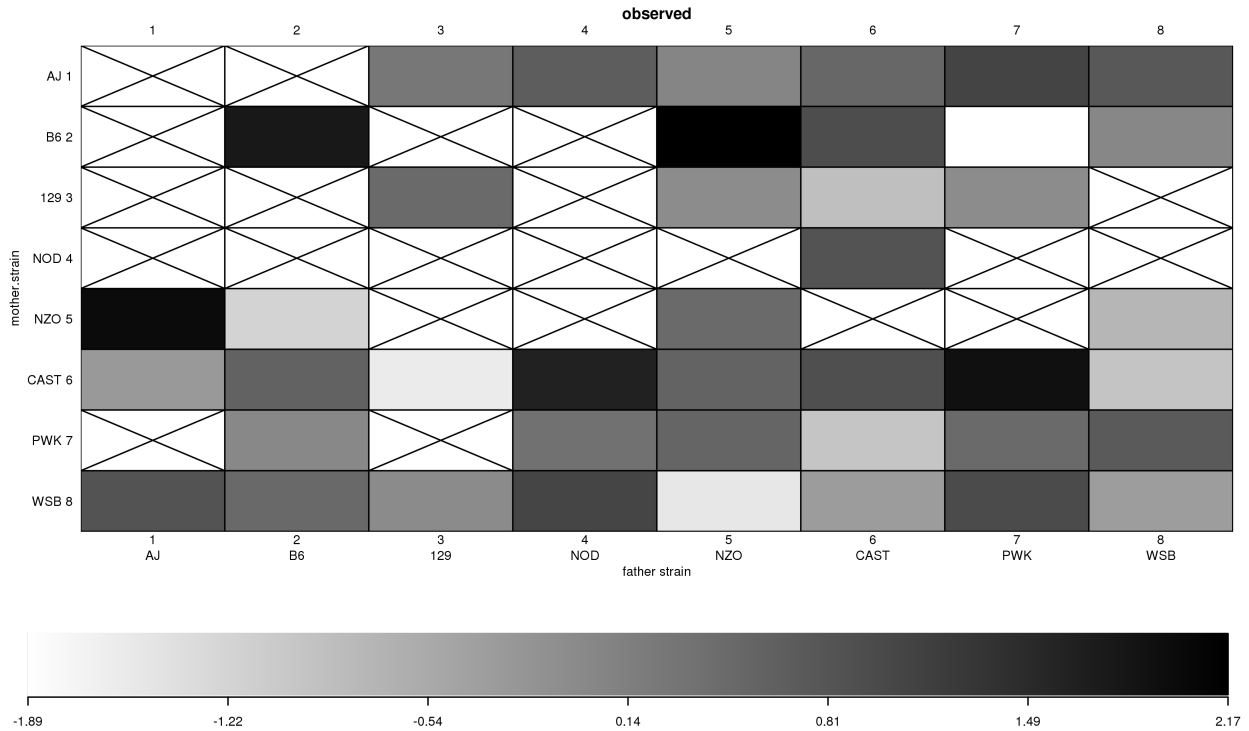 observed
1 2 3 4 5 6 7 8
AJ 1
B6 2
129 3
NOD 4
NZO 5
CAST 6
PWK 7
WSB 8
mother.strain
1 2 3 4 5 6 7 8
AJ B6 129 NOD NZO CAST PWK WSB
father strain
-1.89 -1.22 -0.54 0.14 0.81 1.49 2.17